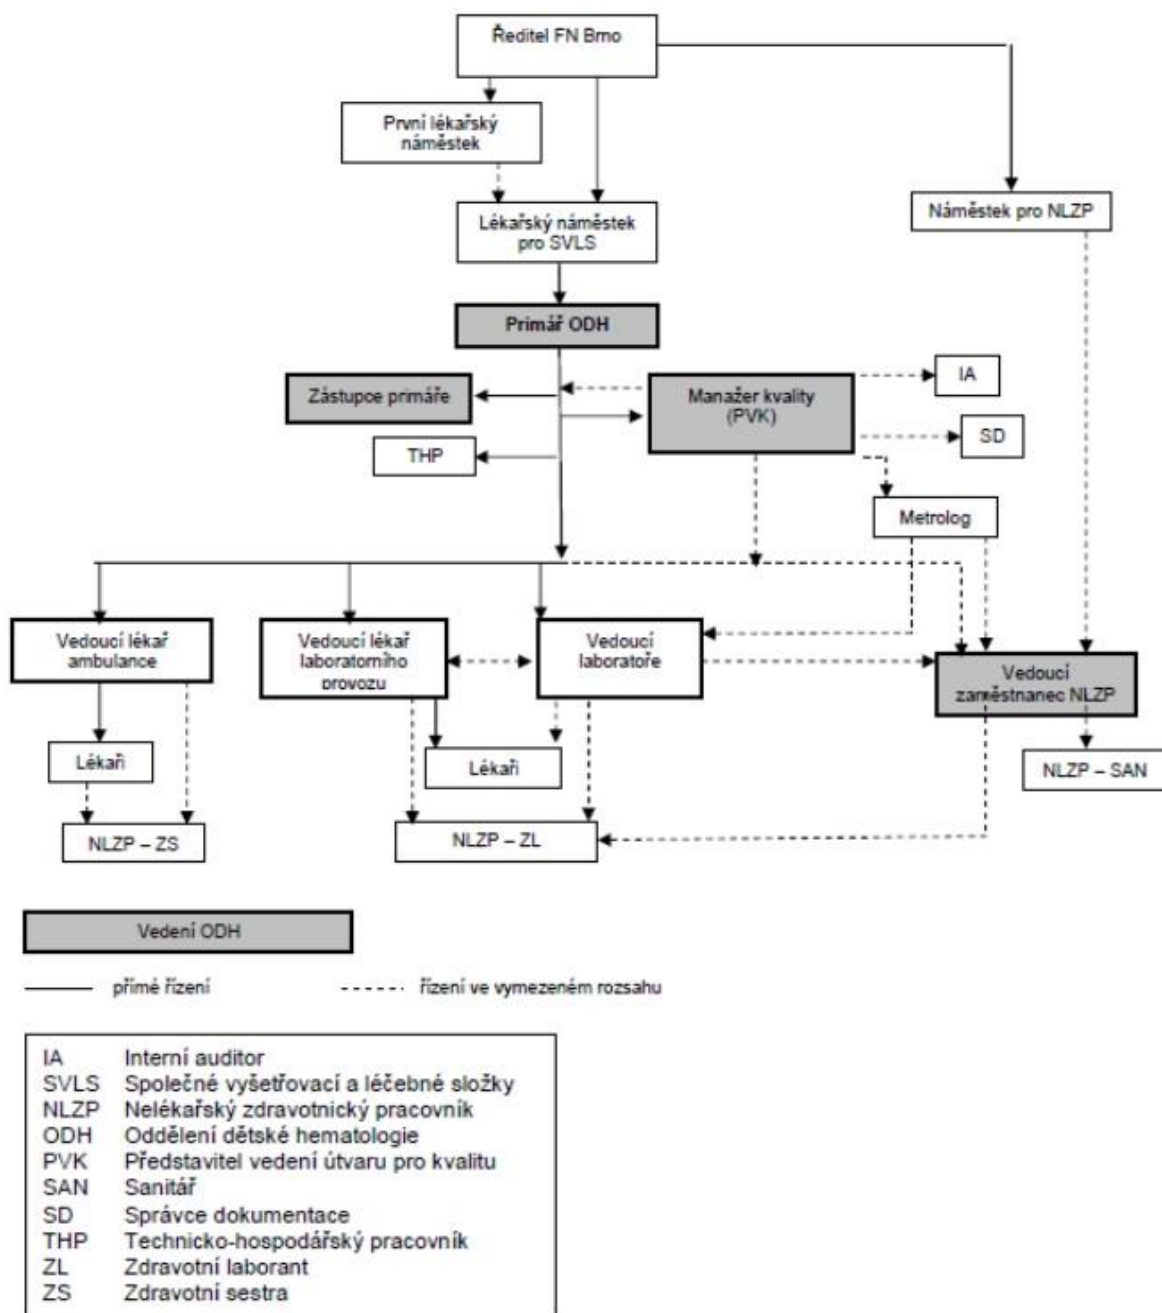 Ředitel FN Brno
První lékařský
náměstek
Lékařský náměstek
pro SVLS
Náměstek pro NLZP
Primář ODH
Zástupce primáře
Manažer kvality
(PVK)
IA
SD
THP
Metrolog
Vedoucí lékař
ambulance
Vedoucí lékař
laboratorního
provozu
Vedoucí
laboratoře
Vedoucí
zaměstnanec NLZP
Lékaři
Lékaři
NLZP – SAN
NLZP – ZS
NLZP – ZL
Vedení ODH
přímé řízení
řízení ve vymezeném rozsahu
IA Interní auditor
SVLS Společné vyšetřovací a léčebné složky
NLZP Nelékařský zdravotnický pracovník
ODH Oddělení dětské hematologie
PVK Představitel vedení útvaru pro kvalitu
SAN Sanitář
SD Správce dokumentace
THP Technicko-hospodářský pracovník
ZL Zdravotní laborant
ZS Zdravotní sestra